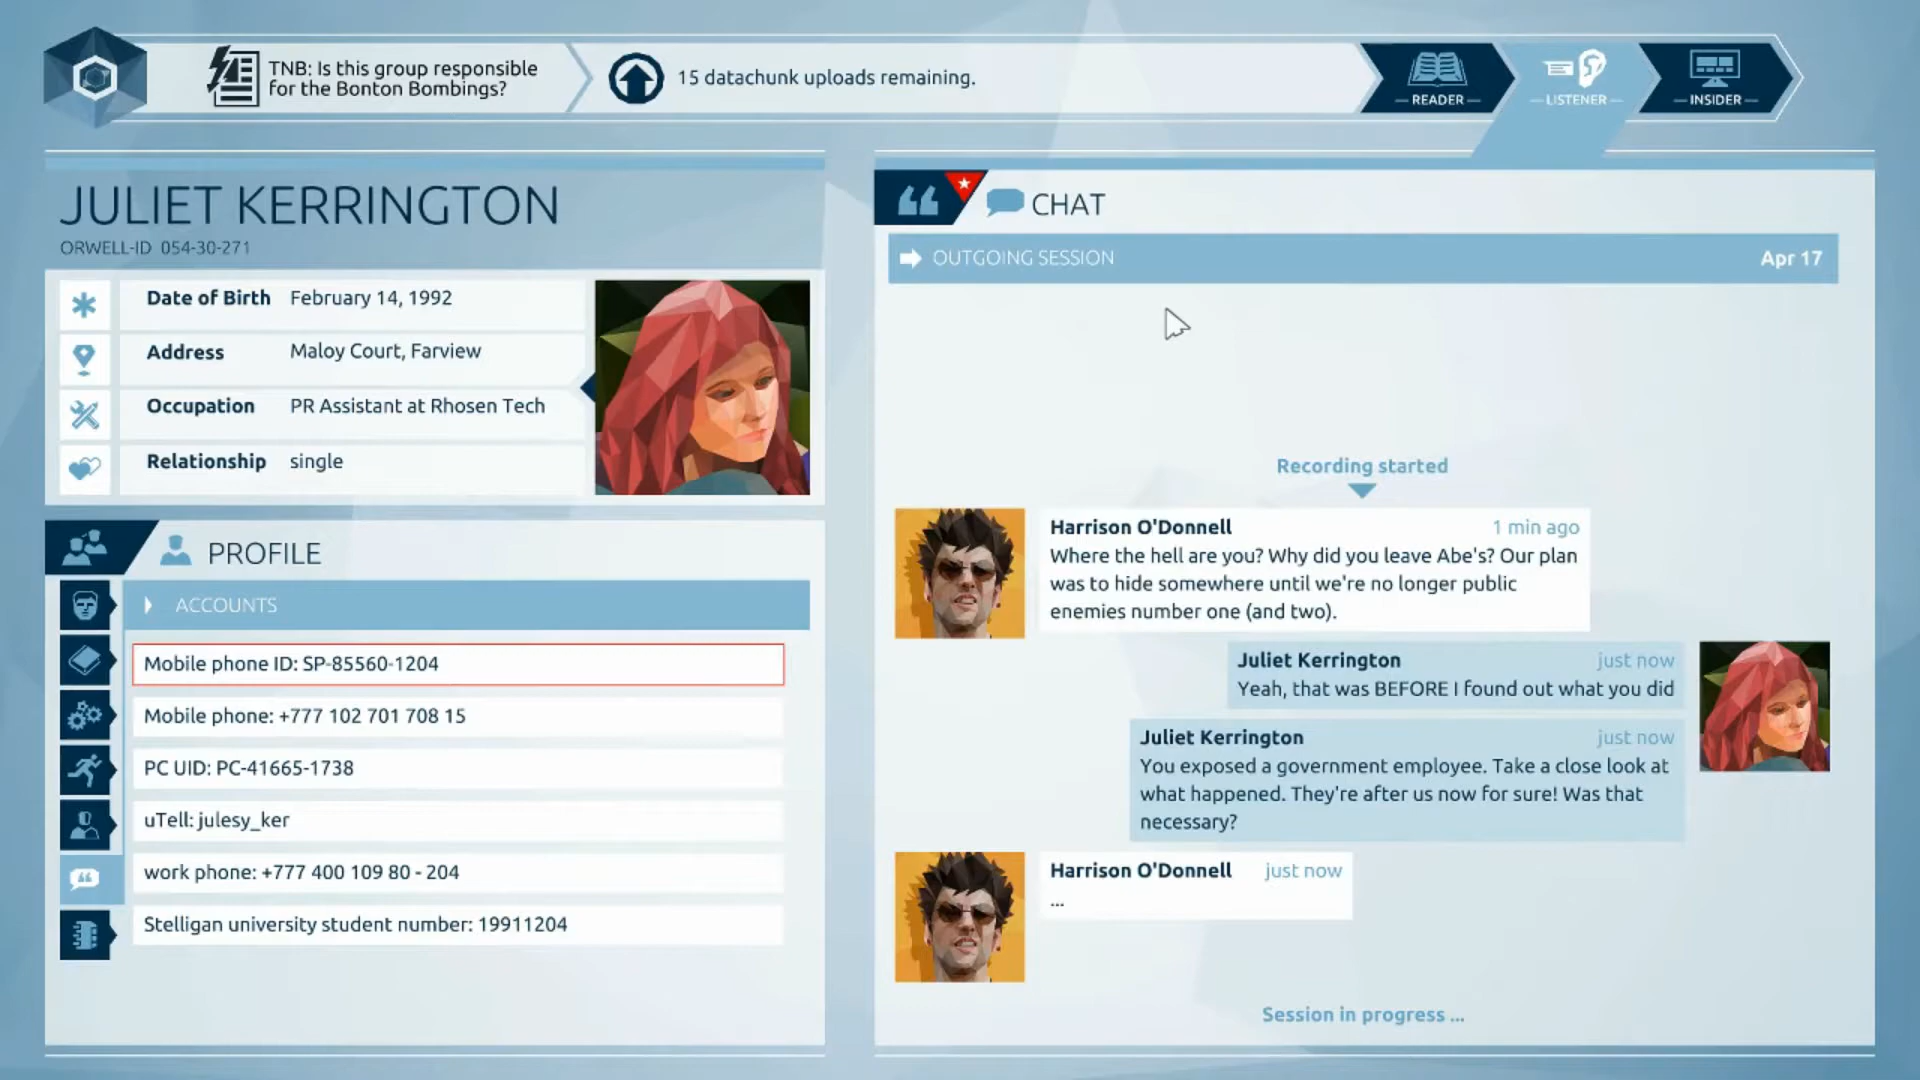 TNB: Is this group responsible
for the Bonton Bombings?
15 datachunk uploads remaining.
READER
LISTENER
INSIDER
JULIET KERRINGTON
ORWELL-ID 054-30-271
Date of Birth February 14, 1992
Address Maloy Court, Farview
Occupation PR Assistant at Rhosen Tech
Relationship single
PROFILE
ACCOUNTS
Mobile phone ID: SP-85560-1204
Mobile phone: +777 102 701 708 15
PC UID: PC-41665-1738
uTell: julesy_ker
work phone: +777 400 109 80 - 204
Stelligan university student number: 19911204
CHAT
OUTGOING SESSION Apr 17
Recording started
Harrison O'Donnell 1 min ago
Where the hell are you? Why did you leave Abe's? Our plan
was to hide somewhere until we're no longer public
enemies number one (and two).
Juliet Kerrington just now
Yeah, that was BEFORE I found out what you did
Juliet Kerrington just now
You exposed a government employee. Take a close look at
what happened. They're after us now for sure! Was that
necessary?
Harrison O'Donnell just now
...
Session in progress ...